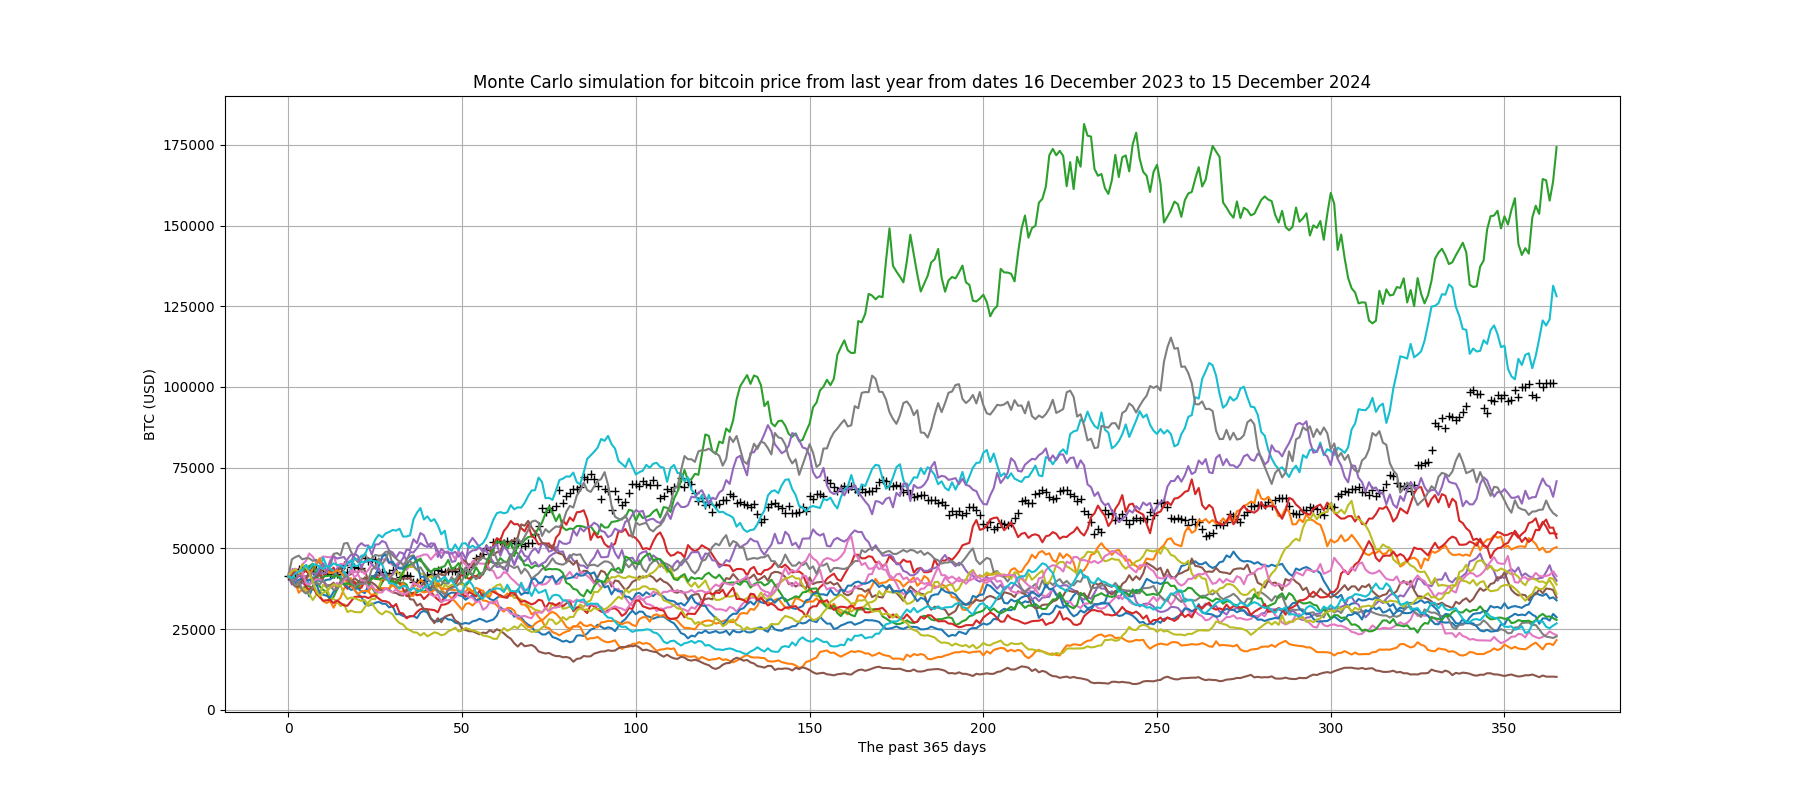 Monte Carlo simulation for bitcoin price from last year from dates 16 December 2023 to 15 December 2024
175000
150000
125000
100000
75000
50000
25000
0
BTC (USD)
0 50 100 150 200 250 300 350
The past 365 days